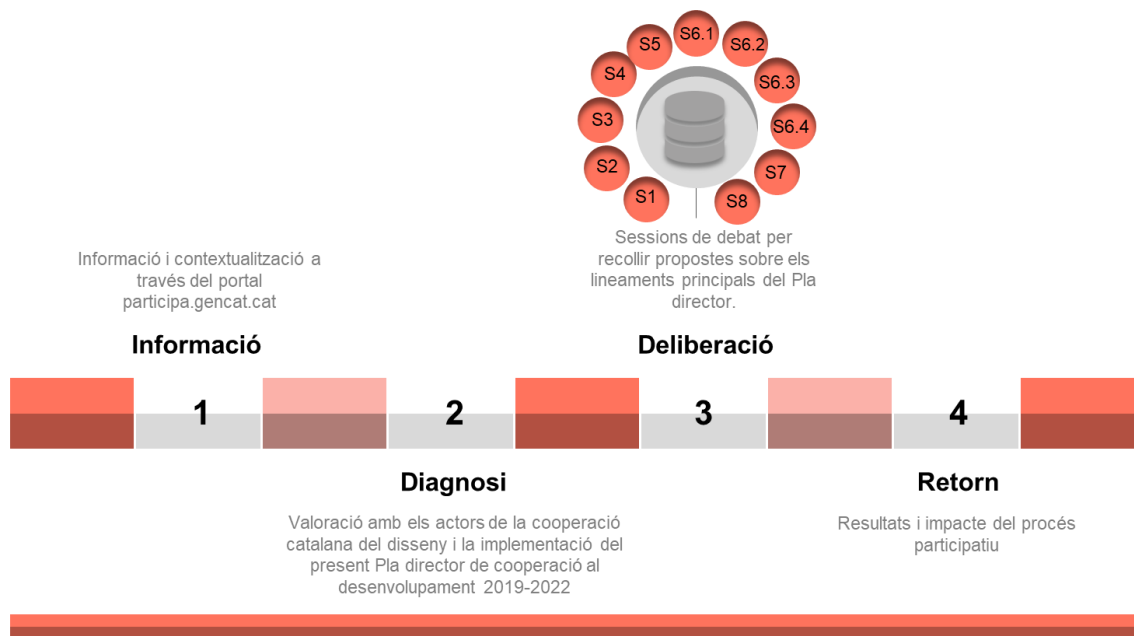 S6.1
S5
S6.2
S4
S6.3
S3
S6.4
S2
S7
S1
S8
Informació i contextualització a
través del portal
participa.gencat.cat
Informació
Sessions de debat per
recollir propostes sobre els
lineaments principals del Pla
director.
Deliberació
1
2
3
4
Diagnosi
Valoració amb els actors de la cooperació
catalana del disseny i la implementació del
present Pla director de cooperació al
desenvolupament 2019-2022
Retorn
Resultats i impacte del procés
participatiu